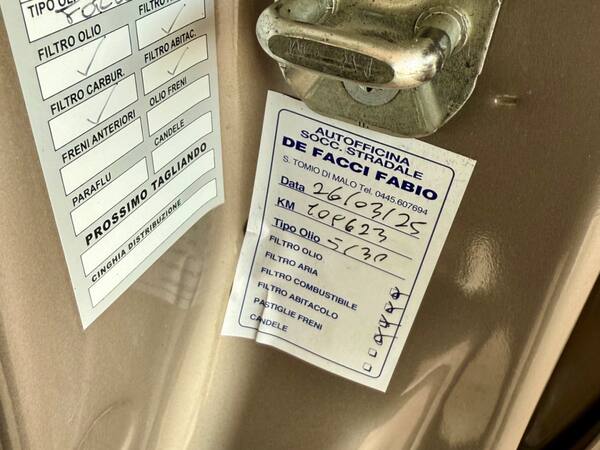 TIPO OLIO
FILTRO OLIO
FILTRO ABITAC.
FILTRO CARBUR.
OLIO FRENI
FRENI ANTERIORI
CANDELE
PARAFLU
PROSSIMO TAGLIANDO
CINGHIA DISTRIBUZIONE
AUTOFFICINA
SOCC. STRADALE
DE FACCI FABIO
S. TOMIO DI MALO Tel. 0445.607694
Data 26/03/25
KM 108623
Tipo Olio 5/30
FILTRO OLIO
FILTRO ARIA
FILTRO COMBUSTIBILE
FILTRO ABITACOLO
PASTIGLIE FRENI
CANDELE